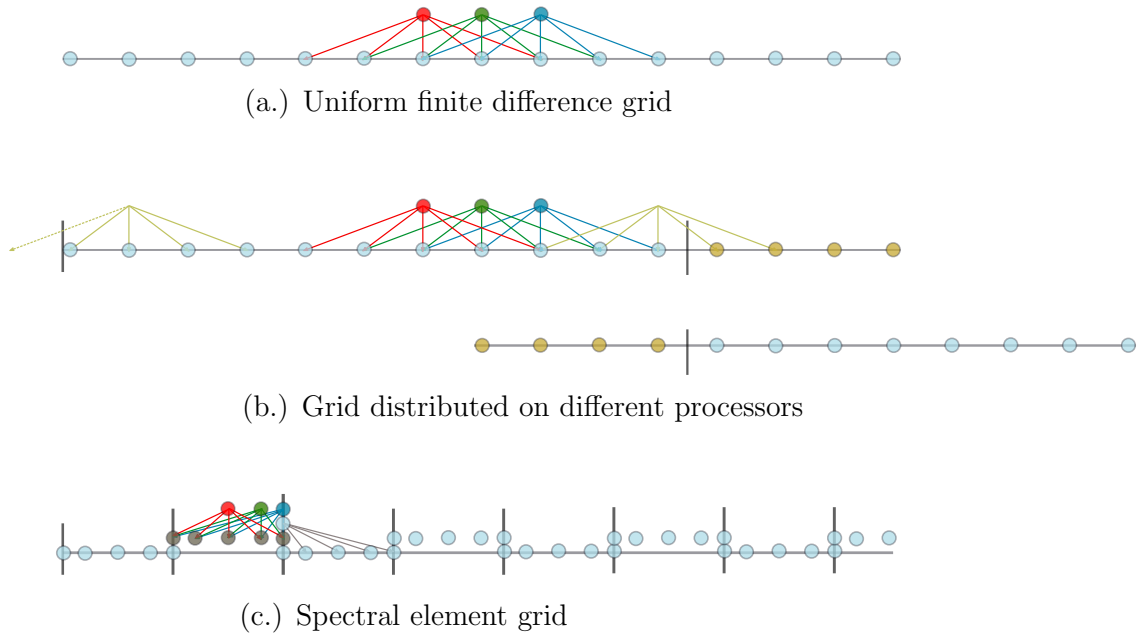 (a.) Uniform finite difference grid
(b.) Grid distributed on different processors
(c.) Spectral element grid